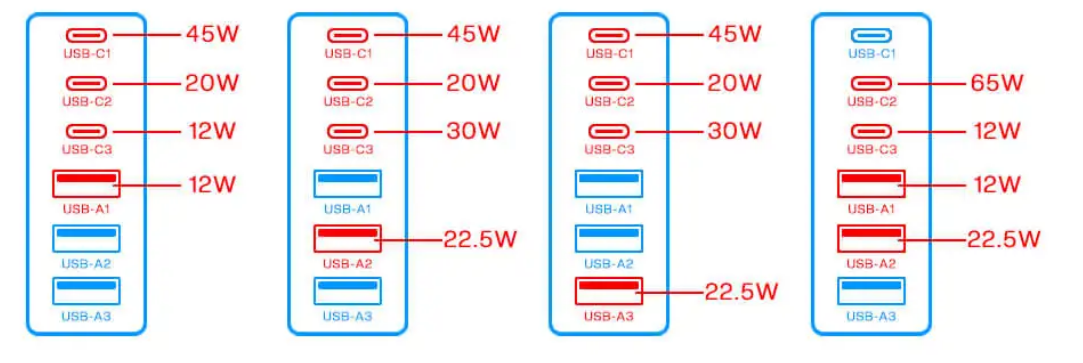 45W
USB-C1
20W
USB-C2
12W
USB-C3
12W
USB-A1
USB-A2
USB-A3
45W
USB-C1
20W
USB-C2
30W
USB-C3
USB-A1
22.5W
USB-A2
USB-A3
45W
USB-C1
20W
USB-C2
30W
USB-C3
USB-A1
USB-A2
22.5W
USB-A3
USB-C1
65W
USB-C2
12W
USB-C3
12W
USB-A1
22.5W
USB-A2
USB-A3